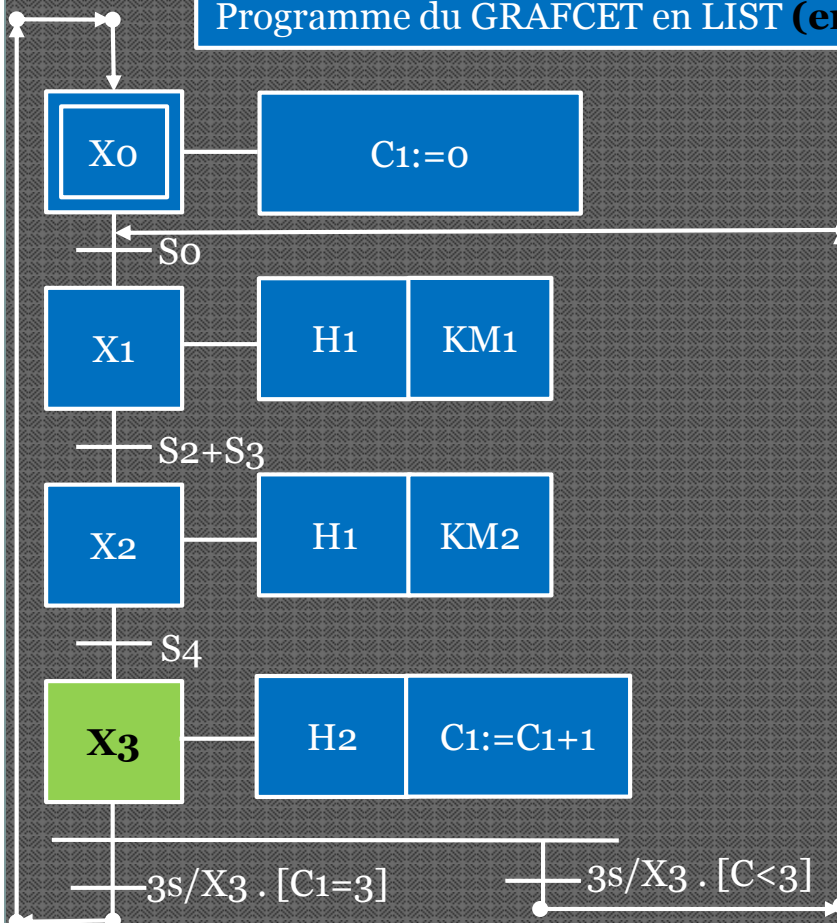 Programme du GRAFCET en LIST (en
X0
C1:=0
S0
X1
H1
KM1
S2+S3
X2
H1
KM2
S4
X3
H2
C1:=C1+1
3s/X3 . [C1=3]
3s/X3 . [C<3]